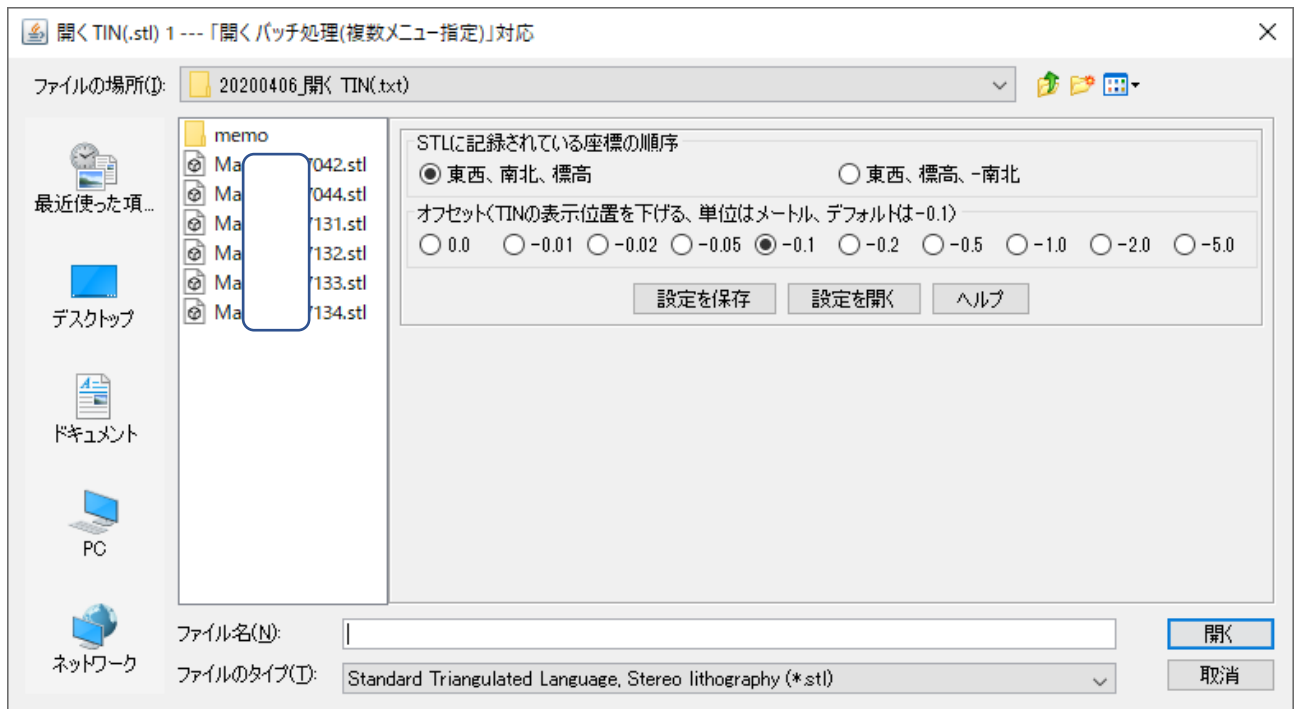 開く TIN(.stl) 1 --- 「開く バッチ処理(複数メニュー指定)」対応
ファイルの場所(I):
20200406_開く TIN(.txt)
最近使った項...
デスクトップ
ドキュメント
PC
ネットワーク
memo
Ma 7042.stl
Ma 7044.stl
Ma 7131.stl
Ma 7132.stl
Ma 7133.stl
Ma 7134.stl
STLに記録されている座標の順序
東西、南北、標高 東西、標高、-南北
オフセット(TINの表示位置を下げる、単位はメートル、デフォルトは-0.1)
0.0 -0.01 -0.02 -0.05 -0.1 -0.2 -0.5 -1.0 -2.0 -5.0
設定を保存 設定を開く ヘルプ
ファイル名(N):
開く
ファイルのタイプ(T):
Standard Triangulated Language, Stereo lithography (*.stl)
取消